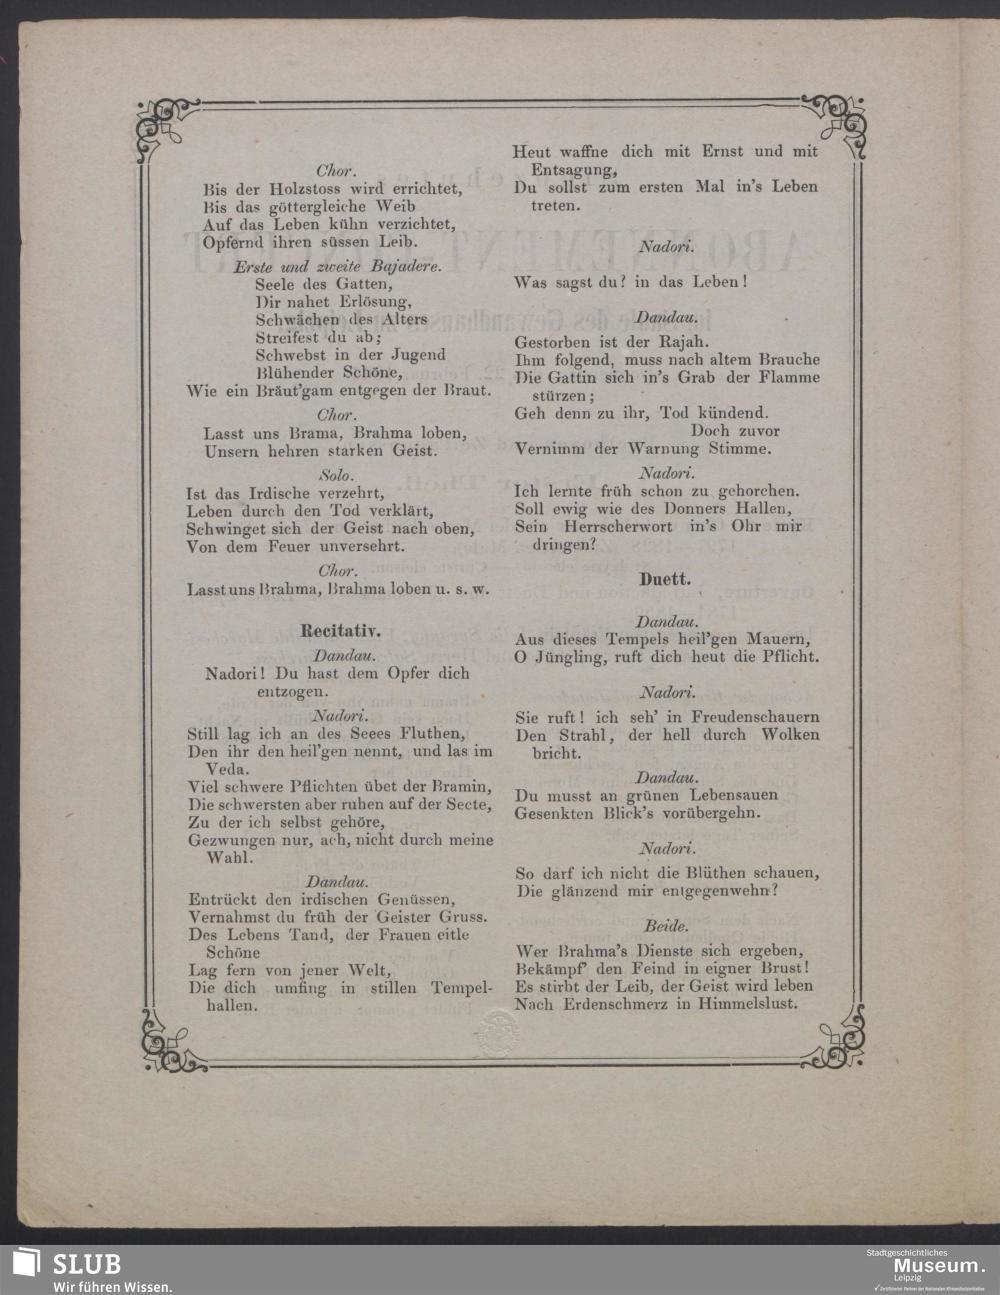 Chor.
Bis der Holzstoss wird errichtet,
Bis das göttergleiche Weib
Auf das Leben kühn verzichtet,
Opfernd ihren süssen Leib.
Erste und zweite Bajadere.
Seele des Gatten,
Dir nahet Erlösung,
Schwächen des Alters
Streifest du ab;
Schwebst in der Jugend
Blühender Schöne,
Wie ein Bräut'gam entgegen der Braut.
Chor.
Lasst uns Brama, Brahma loben,
Unsern hehren starken Geist.
Solo.
Ist das Irdische verzehrt,
Leben durch den Tod verklärt,
Schwinget sich der Geist nach oben,
Von dem Feuer unversehrt.
Chor.
Lasst uns Brahma, Brahma loben u. s. w.
Recitativ.
Dandau.
Nadori! Du hast dem Opfer dich
entzogen.
Nadori.
Still lag ich an des Seees Fluthen,
Den ihr den heil'gen nennt, und las im
Veda.
Viel schwere Pflichten übet der Bramin,
Die schwersten aber ruhen auf der Secte,
Zu der ich selbst gehöre,
Gezwungen nur, ach, nicht durch meine
Wahl.
Dandau.
Entrückt den irdischen Genüssen,
Vernahmst du früh der Geister Gruss.
Des Lebens Tand, der Frauen eitle
Schöne
Lag fern von jener Welt,
Die dich umfing in stillen Tempel-
hallen.
Heut waffne dich mit Ernst und mit
Entsagung,
Du sollst zum ersten Mal in's Leben
treten.
Nadori.
Was sagst du? in das Leben!
Dandau.
Gestorben ist der Rajah.
Ihm folgend, muss nach altem Brauche
Die Gattin sich in's Grab der Flamme
stürzen;
Geh denn zu ihr, Tod kündend.
Doch zuvor
Vernimm der Warnung Stimme.
Nadori.
Ich lernte früh schon zu gehorchen.
Soll ewig wie des Donners Hallen,
Sein Herrscherwort in's Ohr mir
dringen?
Duett.
Dandau.
Aus dieses Tempels heil'gen Mauern,
O Jüngling, ruft dich heut die Pflicht.
Nadori.
Sie ruft! ich seh' in Freudenschauern
Den Strahl, der hell durch Wolken
bricht.
Dandau.
Du musst an grünen Lebensauen
Gesenkten Blick's vorübergehn.
Nadori.
So darf ich nicht die Blüthen schauen,
Die glänzend mir entgegenwehn?
Beide.
Wer Brahma's Dienste sich ergeben,
Bekämpf' den Feind in eigner Brust!
Es stirbt der Leib, der Geist wird leben
Nach Erdenschmerz in Himmelslust.
SLUB
Wir führen Wissen.
Stadtgeschichtliches
Museum.
Leipzig
Zertifizierter Partner der Nationalen Klimaschutzinitiative